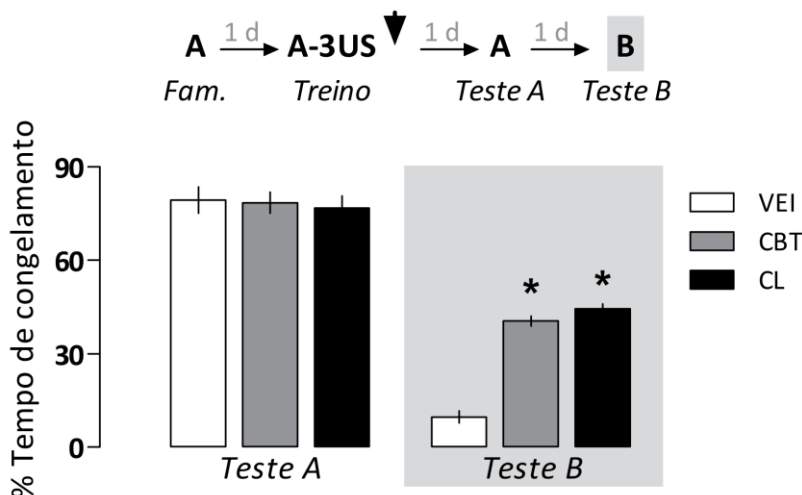 1 d 1 d 1 d
A A-3US A B
Fam. Treino Teste A Teste B
% Tempo de congelamento
90
60
30
0
* *
VEI
CBT
CL
Teste A Teste B